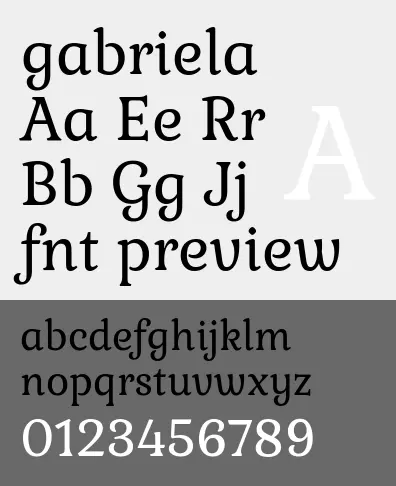 gabriela
Aa Ee Rr
A
Bb Gg Jj
fnt preview
abcdefghijklm
nopqrstuvwxyz
0123456789